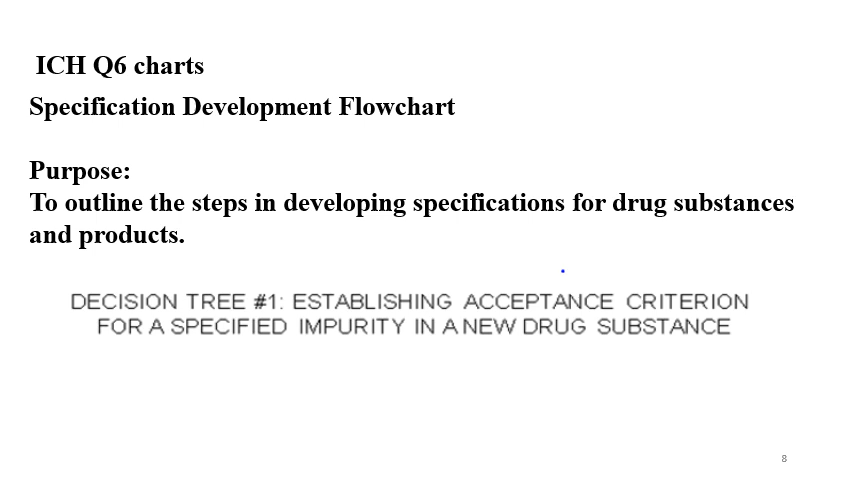 ICH Q6 charts
Specification Development Flowchart
Purpose:
To outline the steps in developing specifications for drug substances
and products.
DECISION TREE #1: ESTABLISHING ACCEPTANCE CRITERION
FOR A SPECIFIED IMPURITY IN A NEW DRUG SUBSTANCE
8